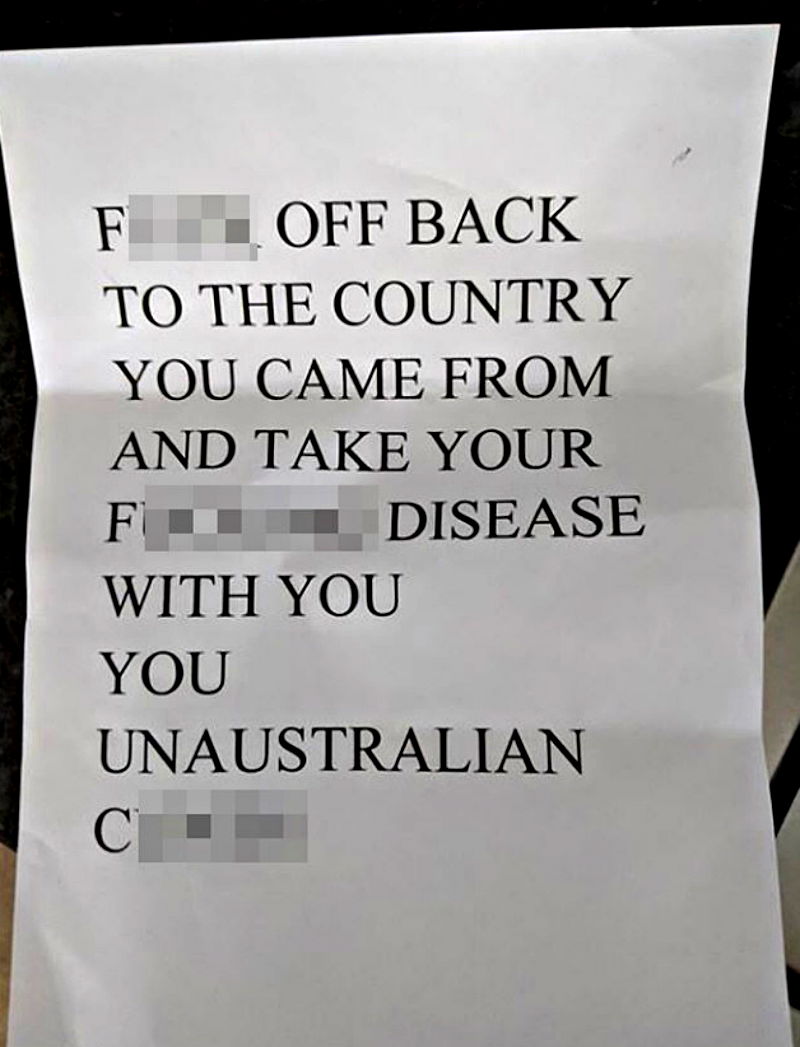 OFF BACK
TO THE COUNTRY
YOU CAME FROM
AND TAKE YOUR
DISEASE
WITH YOU
YOU
UNAUSTRALIAN